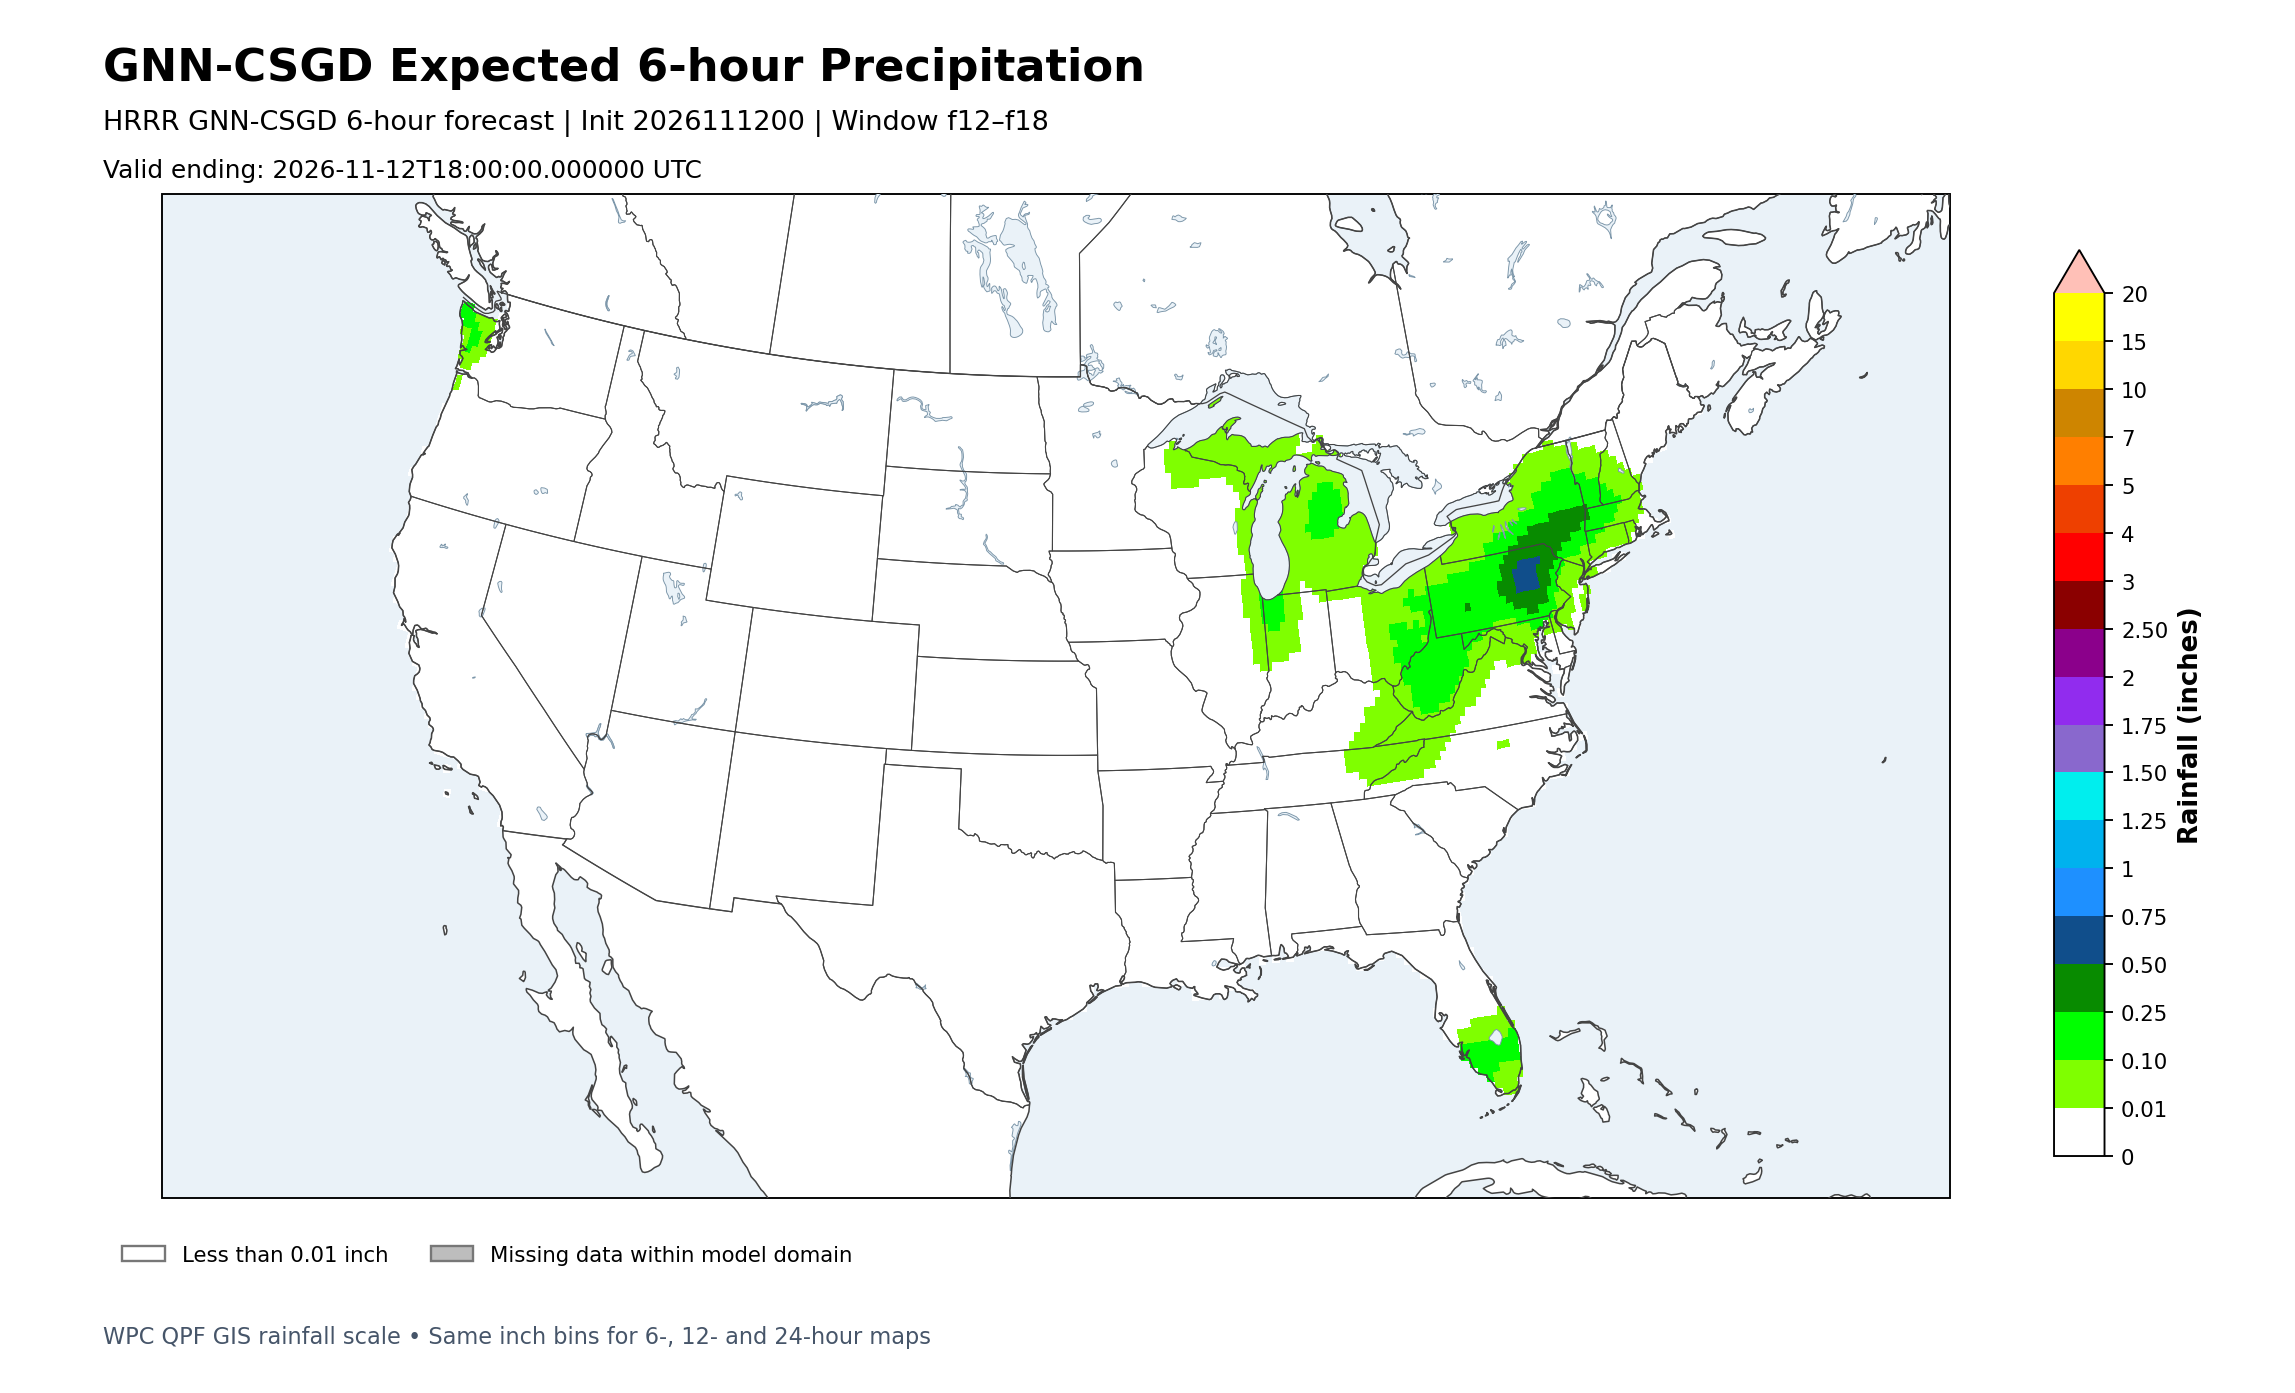 GNN-CSGD Expected 6-hour Precipitation
HRRR GNN-CSGD 6-hour forecast | Init 2026111200 | Window f12–f18
Valid ending: 2026-11-12T18:00:00.000000 UTC
20
15
10
7
5
4
3
2.50
2
1.75
1.50
1.25
1
0.75
0.50
0.25
0.10
0.01
0
Rainfall (inches)
Less than 0.01 inch
Missing data within model domain
WPC QPF GIS rainfall scale • Same inch bins for 6-, 12- and 24-hour maps